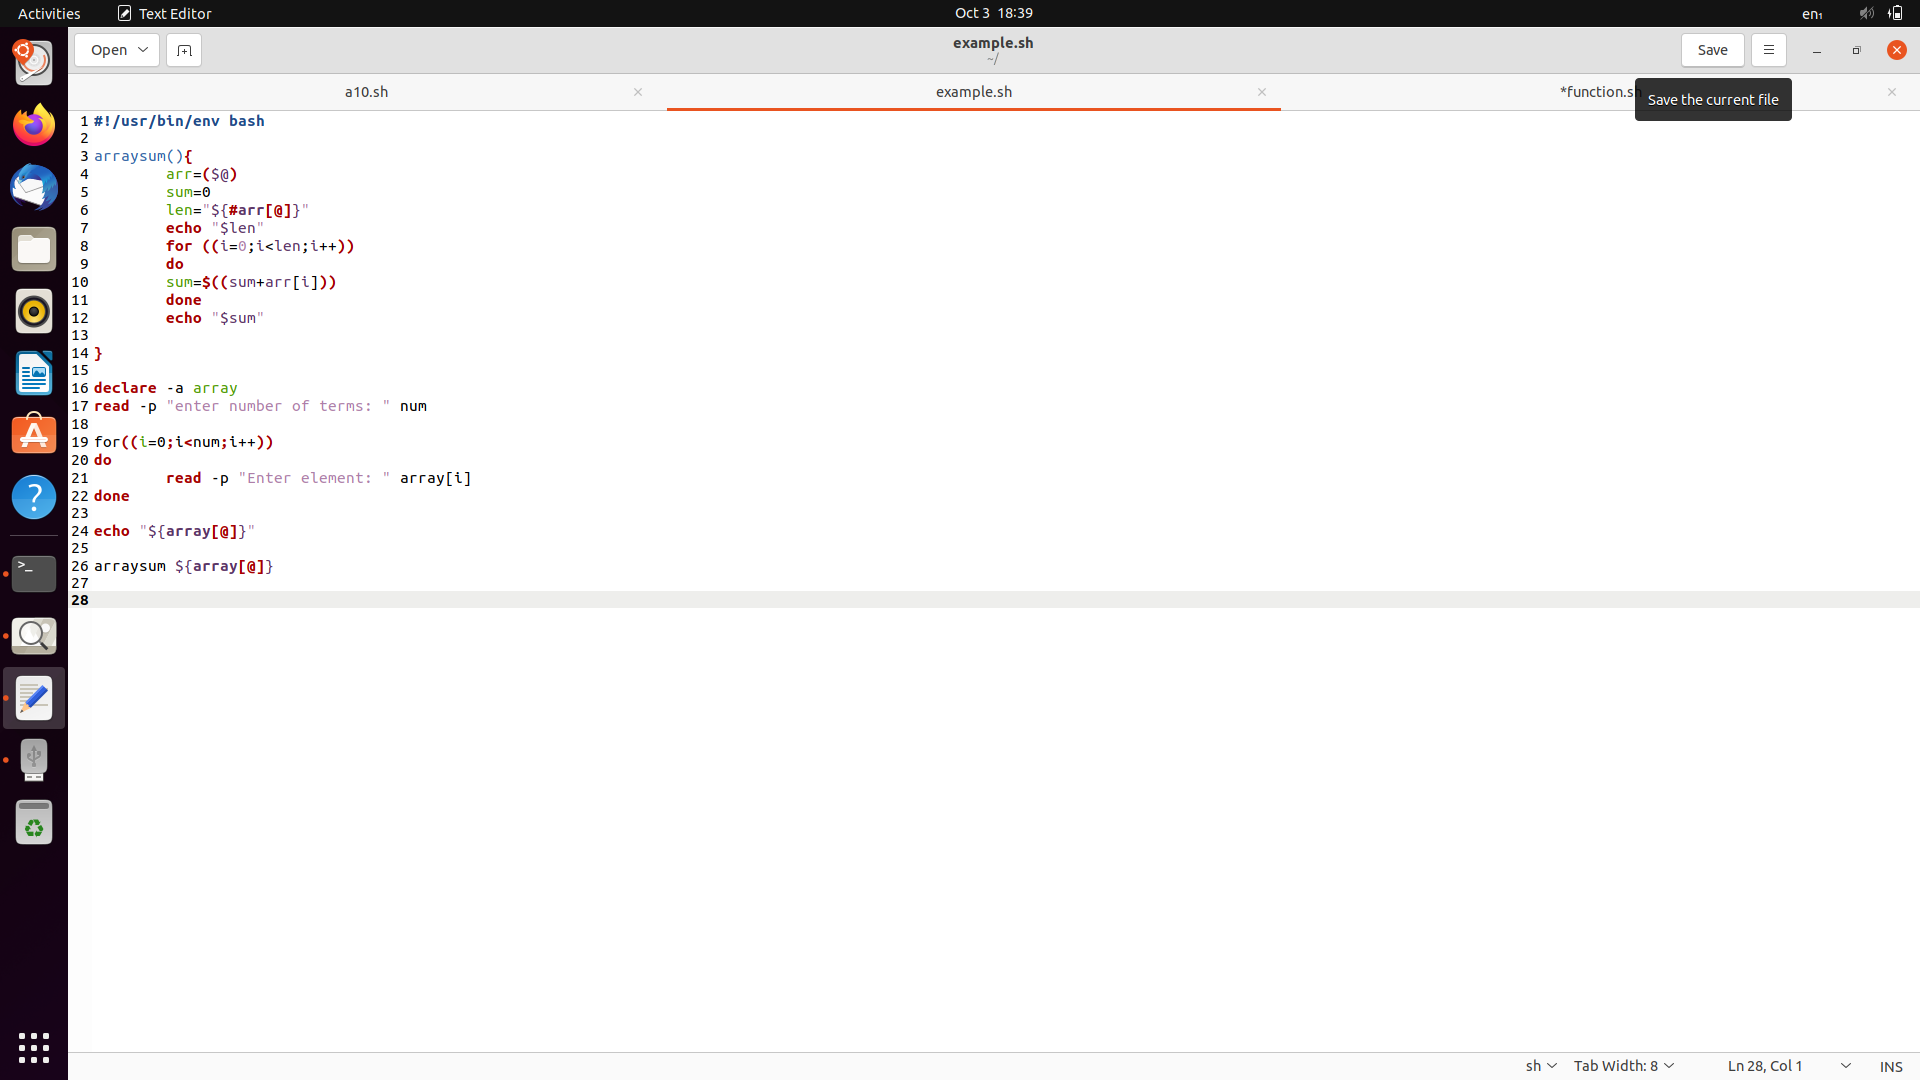 Activities Text Editor Oct 3 18:39 en1
Open example.sh Save
~/
a10.sh example.sh *function.sh
Save the current file
1 #!/usr/bin/env bash
2
3 arraysum(){
4 arr=($@)
5 sum=0
6 len="${#arr[@]}"
7 echo "$len"
8 for ((i=0;i<len;i++))
9 do
10 sum=$((sum+arr[i]))
11 done
12 echo "$sum"
13
14 }
15
16 declare -a array
17 read -p "enter number of terms: " num
18
19 for((i=0;i<num;i++))
20 do
21 read -p "Enter element: " array[i]
22 done
23
24 echo "${array[@]}"
25
26 arraysum ${array[@]}
27
28
sh Tab Width: 8 Ln 28, Col 1 INS